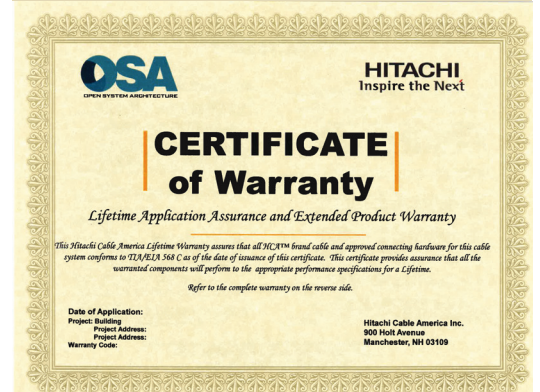 OSA
OPEN SYSTEM ARCHITECTURE
HITACHI
Inspire the Next
CERTIFICATE
of Warranty
Lifetime Application Assurance and Extended Product Warranty
This Hitachi Cable America Lifetime Warranty assures that all HCA™ brand cable and approved connecting hardware for this cable
system conforms to TIA/EIA 568 C as of the date of issuance of this certificate. This certificate provides assurance that all the
warranted components will perform to the appropriate performance specifications for a Lifetime.
Refer to the complete warranty on the reverse side.
Date of Application:
Project: Building
Project Address:
Project Address:
Warranty Code:
Hitachi Cable America Inc.
900 Holt Avenue
Manchester, NH 03109